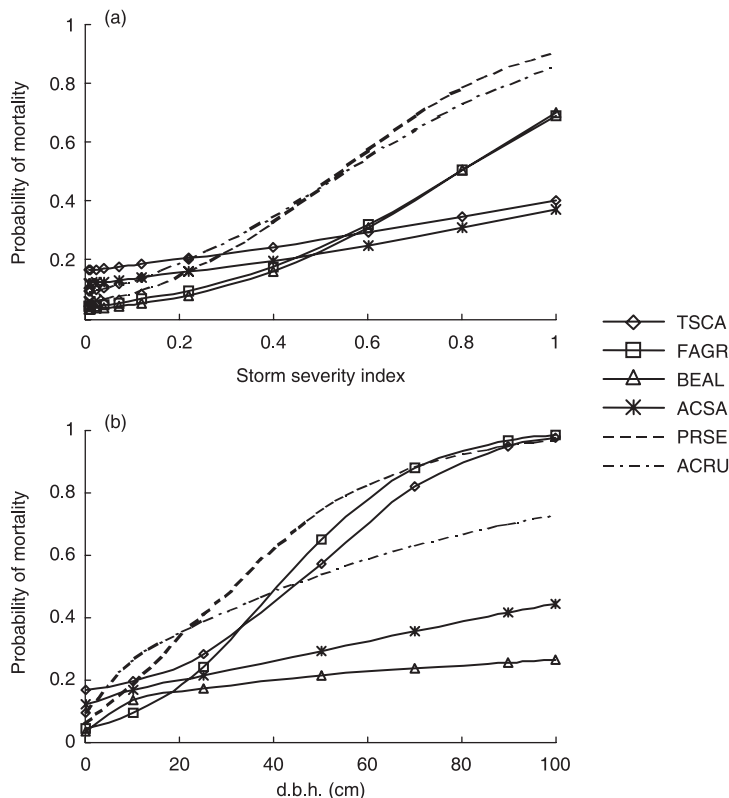 (a)
1
0.8
0.6
0.4
0.2
0 0.2 0.4 0.6 0.8 1
Probability of mortality
Storm severity index
TSCA
FAGR
BEAL
ACSA
PRSE
ACRU
(b)
1
0.8
0.6
0.4
0.2
0
0 20 40 60 80 100
Probability of mortality
d.b.h. (cm)